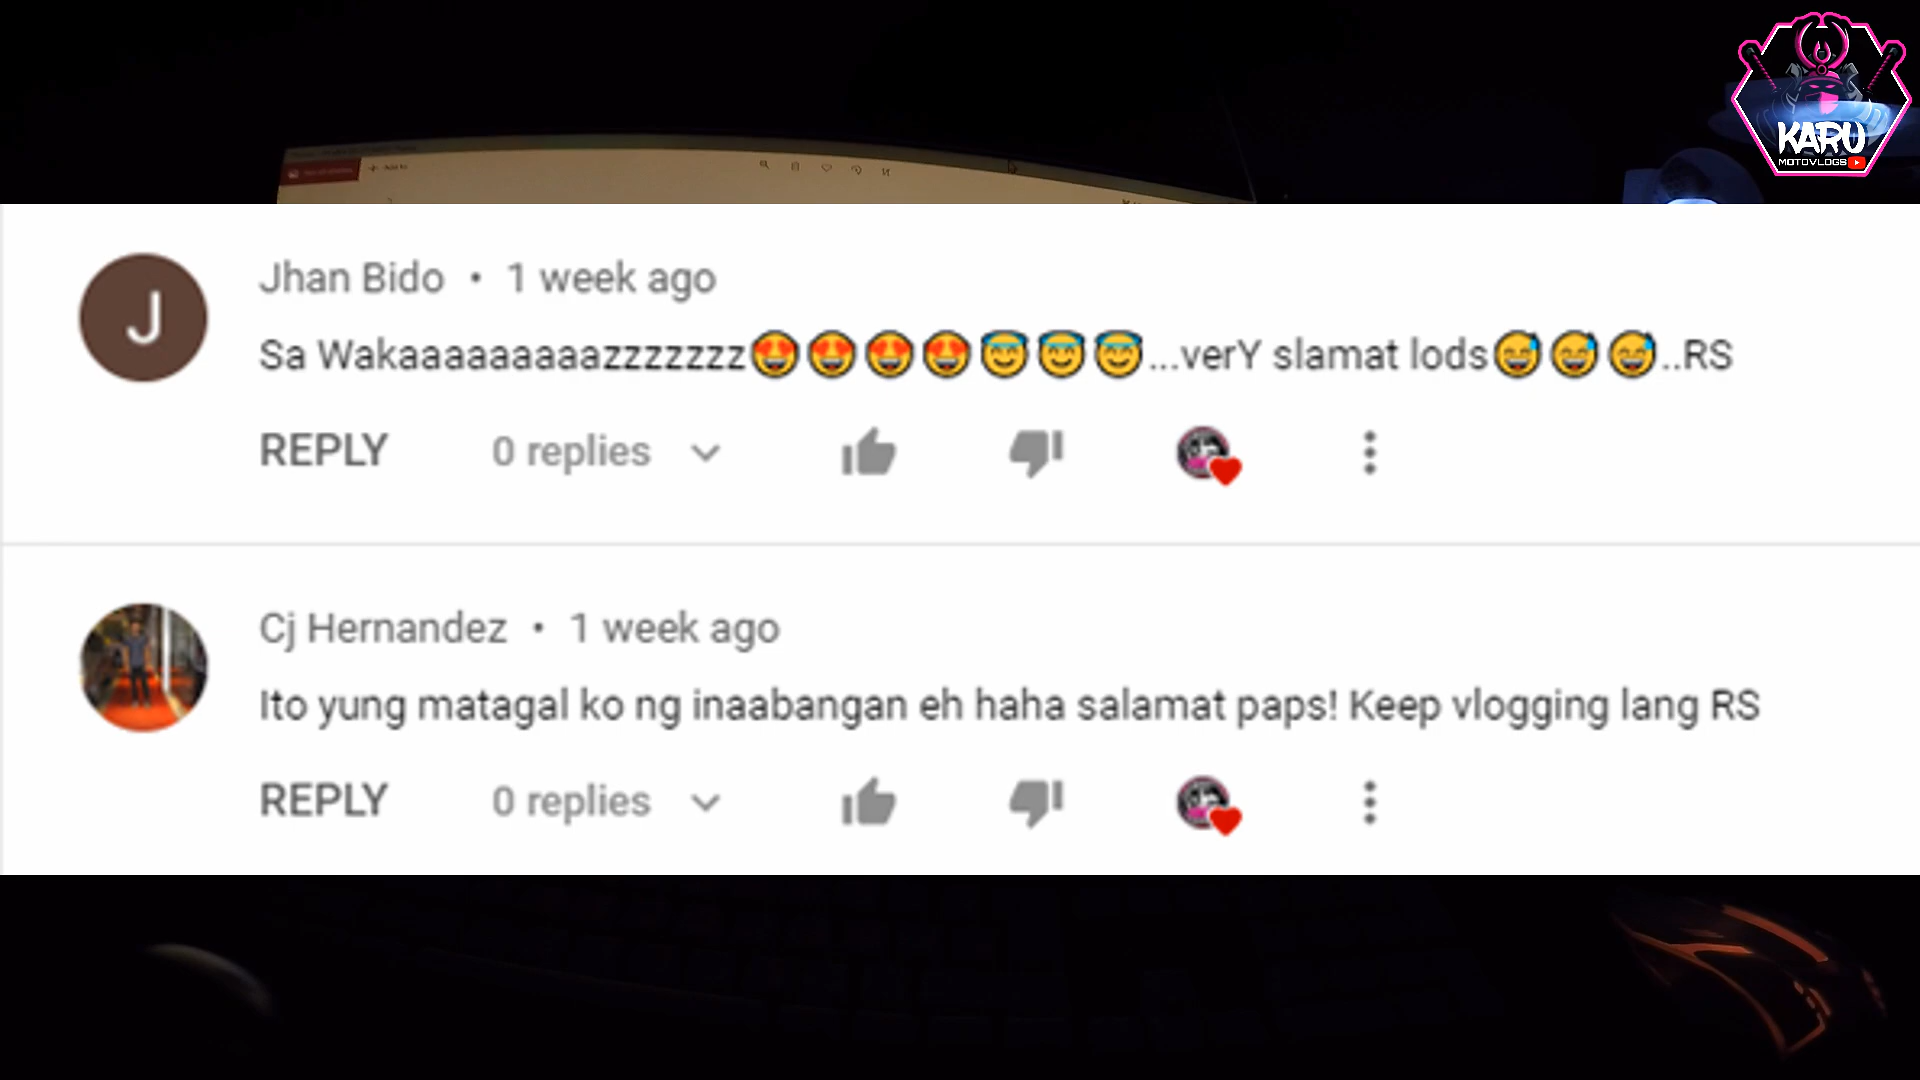 KARU
MOTOVLOGS
J
Jhan Bido • 1 week ago
Sa Wakaaaaaaaaaazzzzzzz😍😍😍😍😇😇😇...verY slamat lods😅😅😅..RS
REPLY 0 replies
Cj Hernandez • 1 week ago
Ito yung matagal ko ng inaabangan eh haha salamat paps! Keep vlogging lang RS
REPLY 0 replies